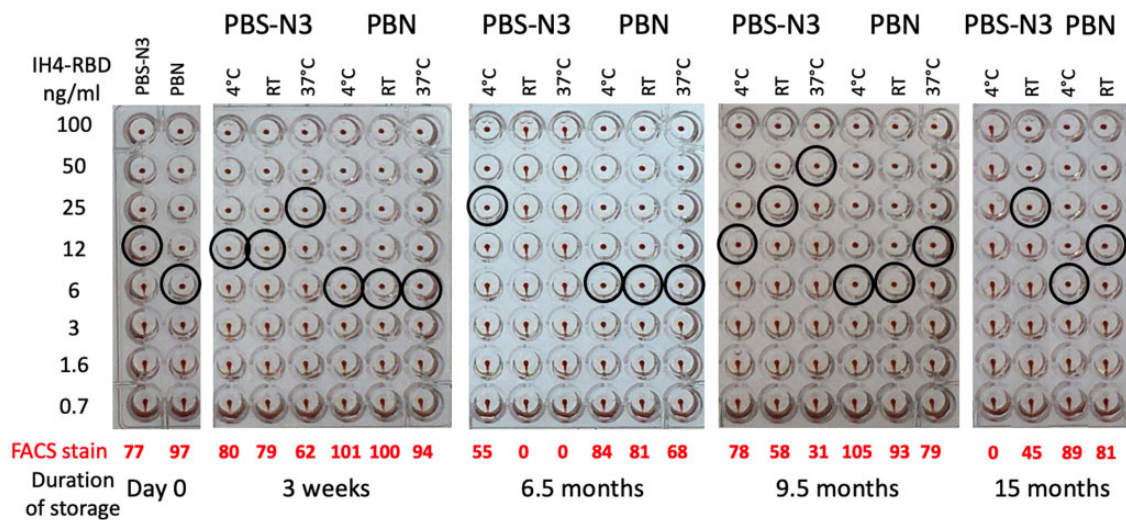 PBS-N3 PBN PBS-N3 PBN PBS-N3 PBN PBS-N3 PBN
IH4-RBD
ng/ml
PBS-N3 PBN 4°C RT 37°C 4°C RT 37°C 4°C RT 37°C 4°C RT 37°C 4°C RT 37°C 4°C RT 37°C 4°C RT 4°C RT
100
50
25
12
6
3
1.6
0.7
FACS stain 77 97 80 79 62 101 100 94 55 0 0 84 81 68 78 58 31 105 93 79 0 45 89 81
Duration
of storage
Day 0 3 weeks 6.5 months 9.5 months 15 months